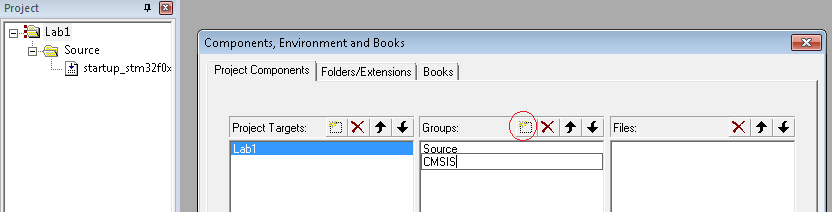 Project
Lab1
Source
startup_stm32f0x
Components, Environment and Books
Project Components
Folders/Extensions
Books
Project Targets:
Groups:
Files:
Lab1
Source
CMSIS